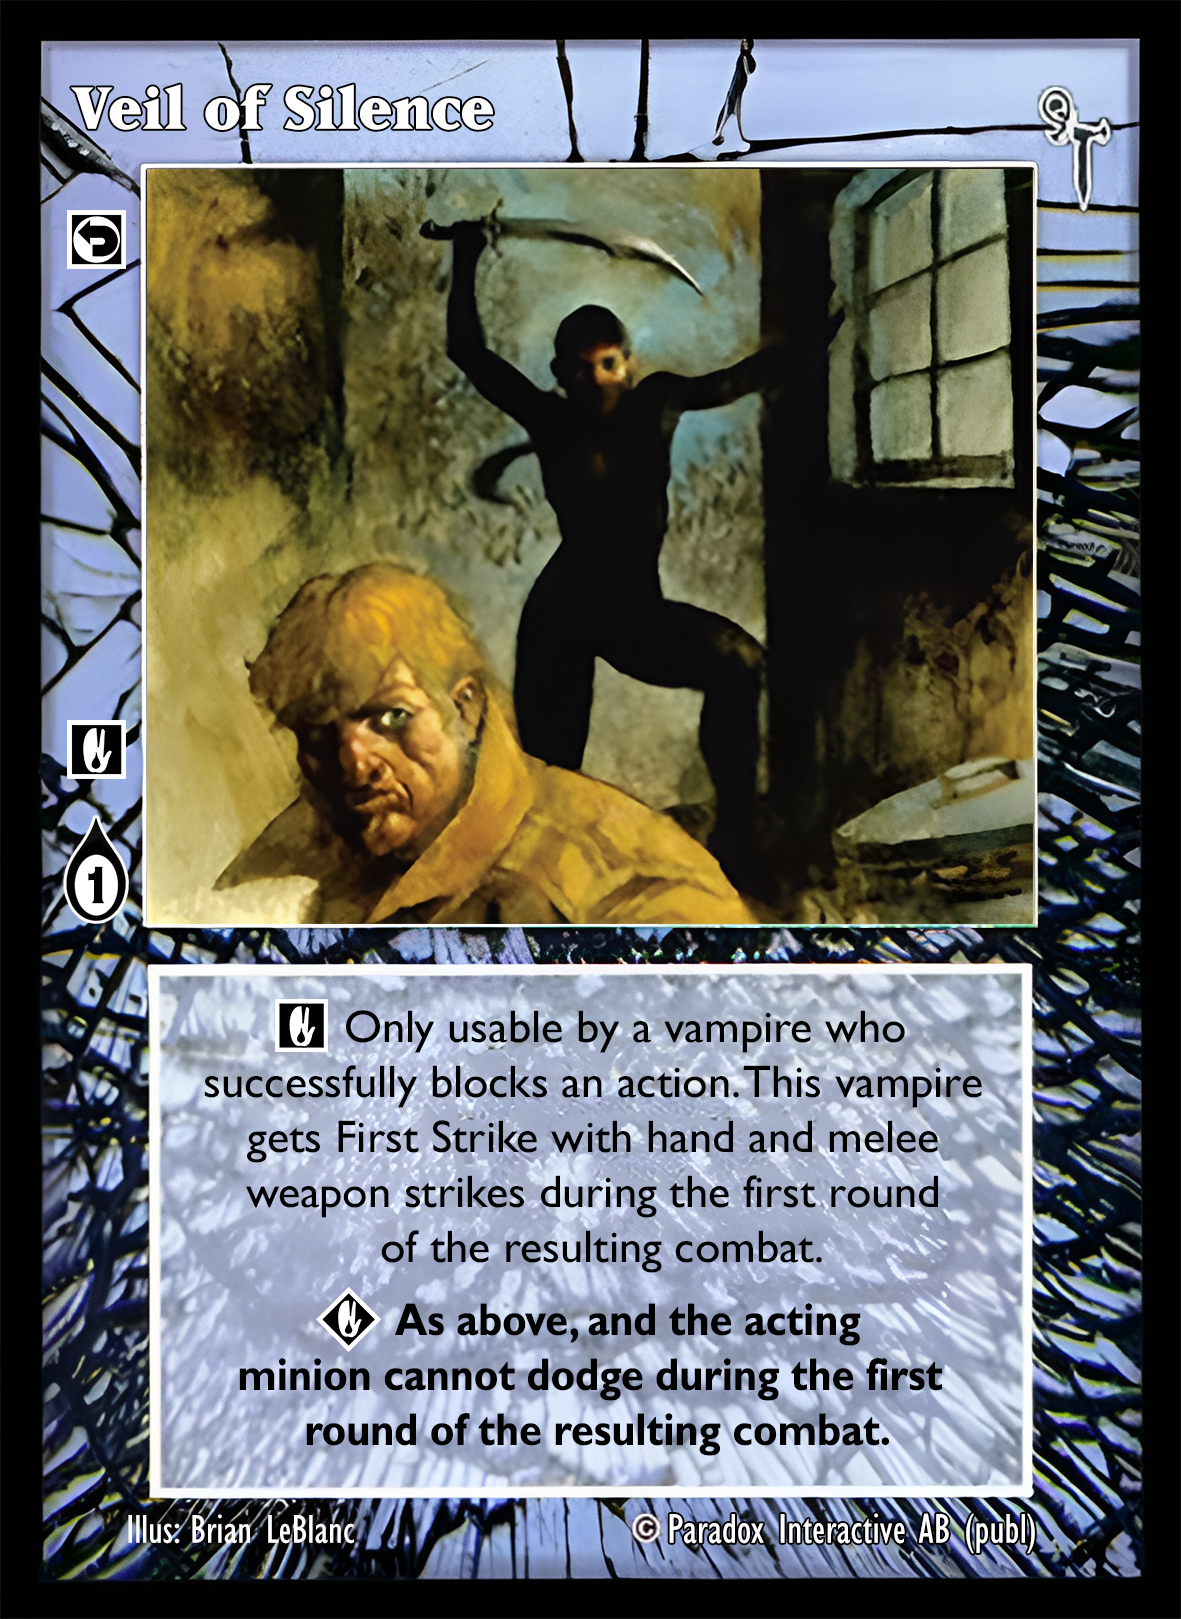 Veil of Silence
1
Only usable by a vampire who
successfully blocks an action. This vampire
gets First Strike with hand and melee
weapon strikes during the first round
of the resulting combat.
As above, and the acting
minion cannot dodge during the first
round of the resulting combat.
Illus: Brian LeBlanc
© Paradox Interactive AB (publ)